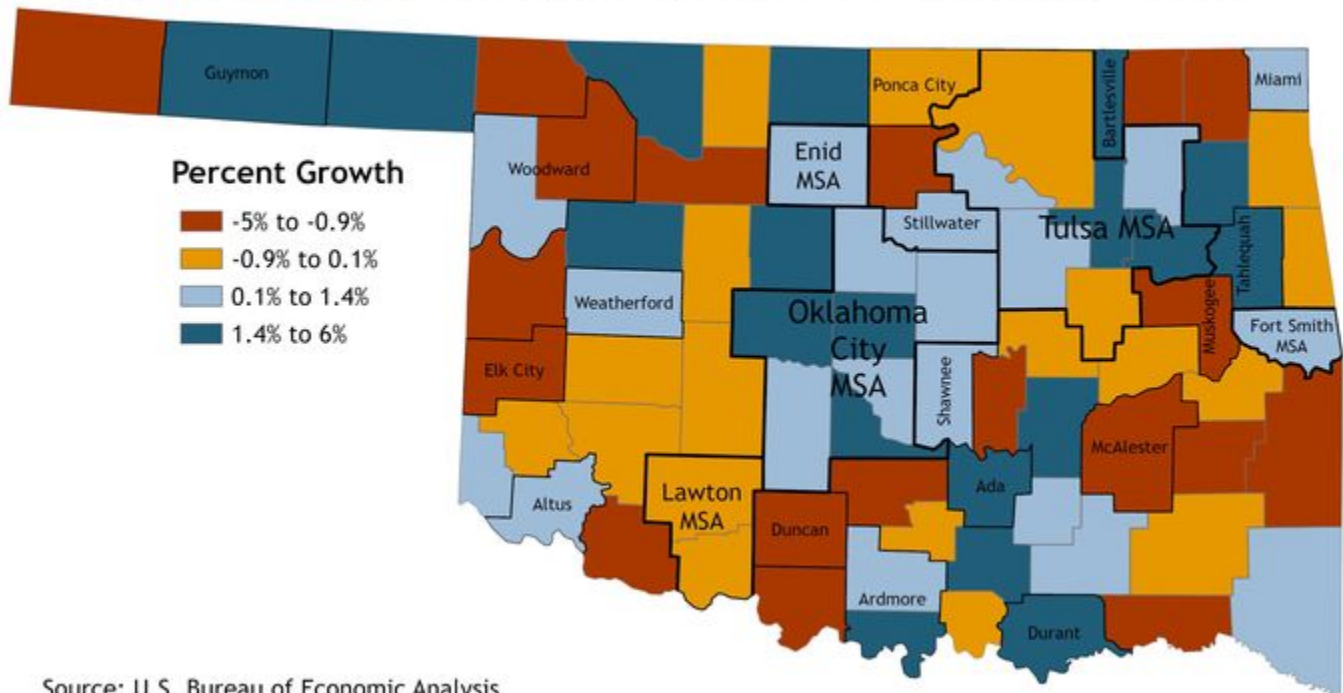 Guymon
Ponca City
Bartlesville
Miami
Percent Growth
-5% to -0.9%
-0.9% to 0.1%
0.1% to 1.4%
1.4% to 6%
Woodward
Enid
MSA
Stillwater
Tulsa MSA
Tahlequah
Weatherford
Oklahoma
City
MSA
Muskogee
Fort Smith
MSA
Elk City
Shawnee
McAlester
Altus
Lawton
MSA
Ada
Duncan
Ardmore
Durant
Source: U.S. Bureau of Economic Analysis